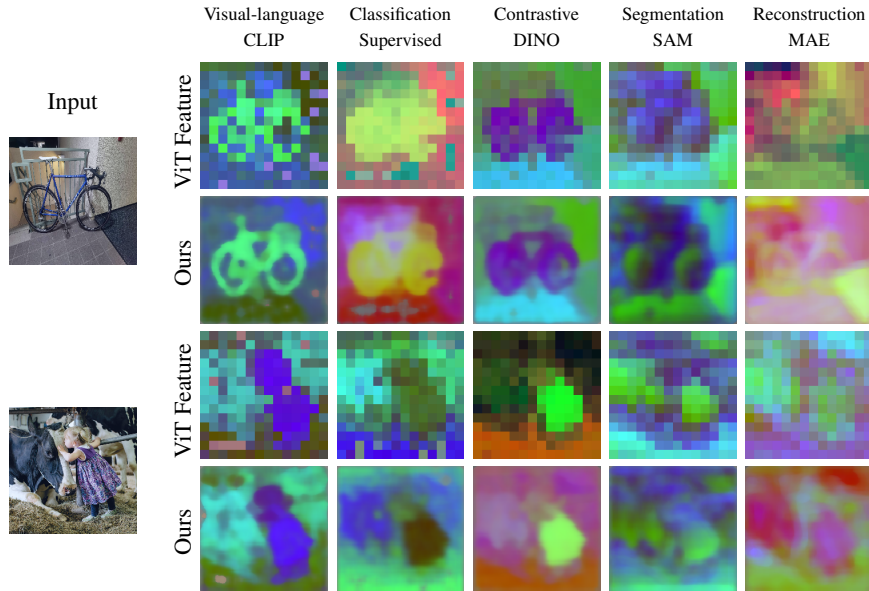 Visual-language Classification Contrastive Segmentation Reconstruction
CLIP Supervised DINO SAM MAE
Input
ViT Feature
Ours
ViT Feature
Ours